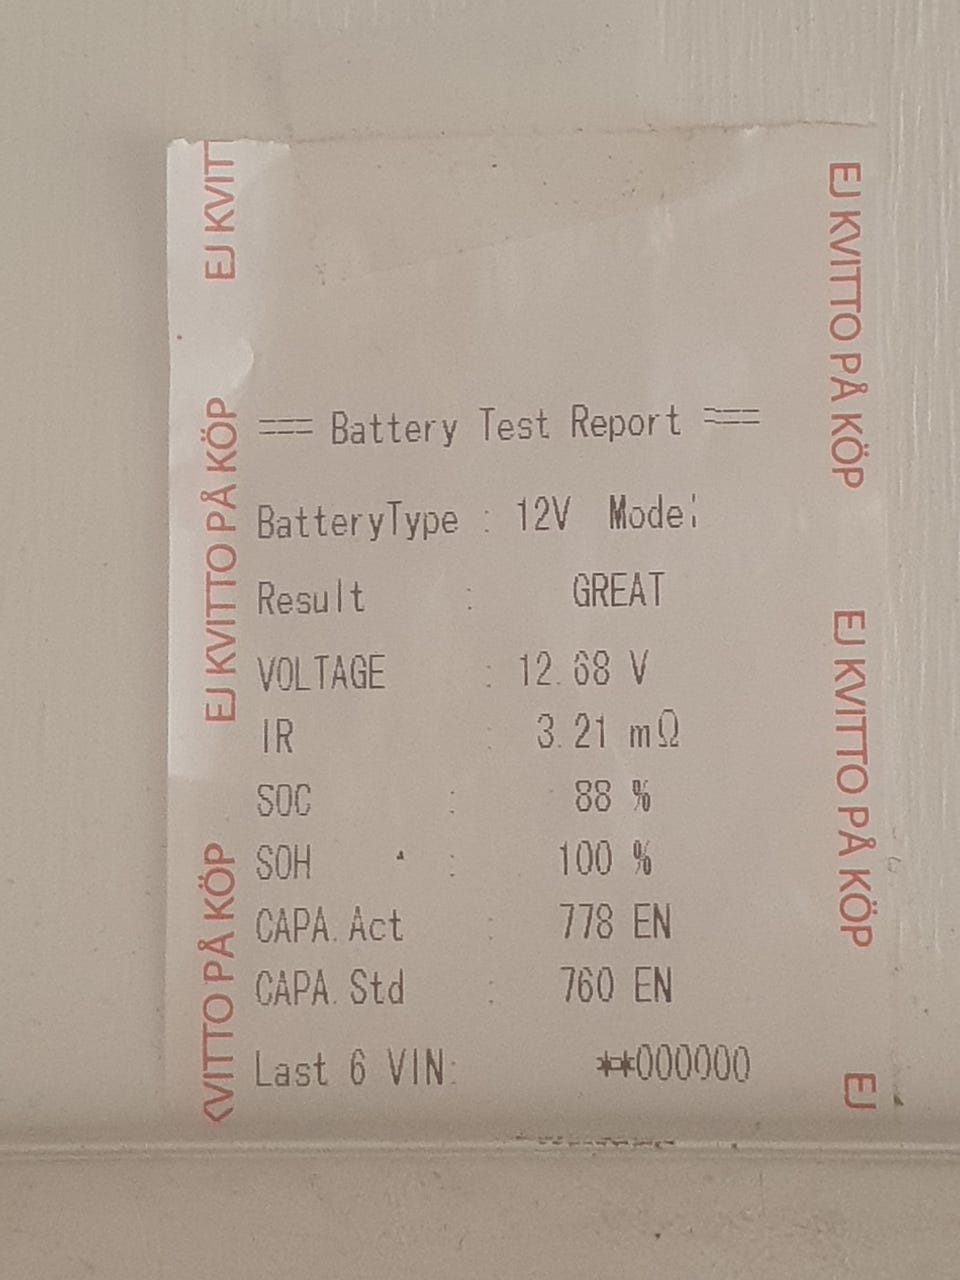 === Battery Test Report ===
BatteryType : 12V Model
Result : GREAT
VOLTAGE : 12.68 V
IR : 3.21 mΩ
SOC : 88 %
SOH : 100 %
CAPA.Act : 778 EN
CAPA.Std : 760 EN
Last 6 VIN: **000000
EJ KVITT
EJ KVITTO PÅ KÖP
KVITTO PÅ KÖP
EJ KVITTO PÅ KÖP
EJ KVITTO PÅ KÖP
EJ